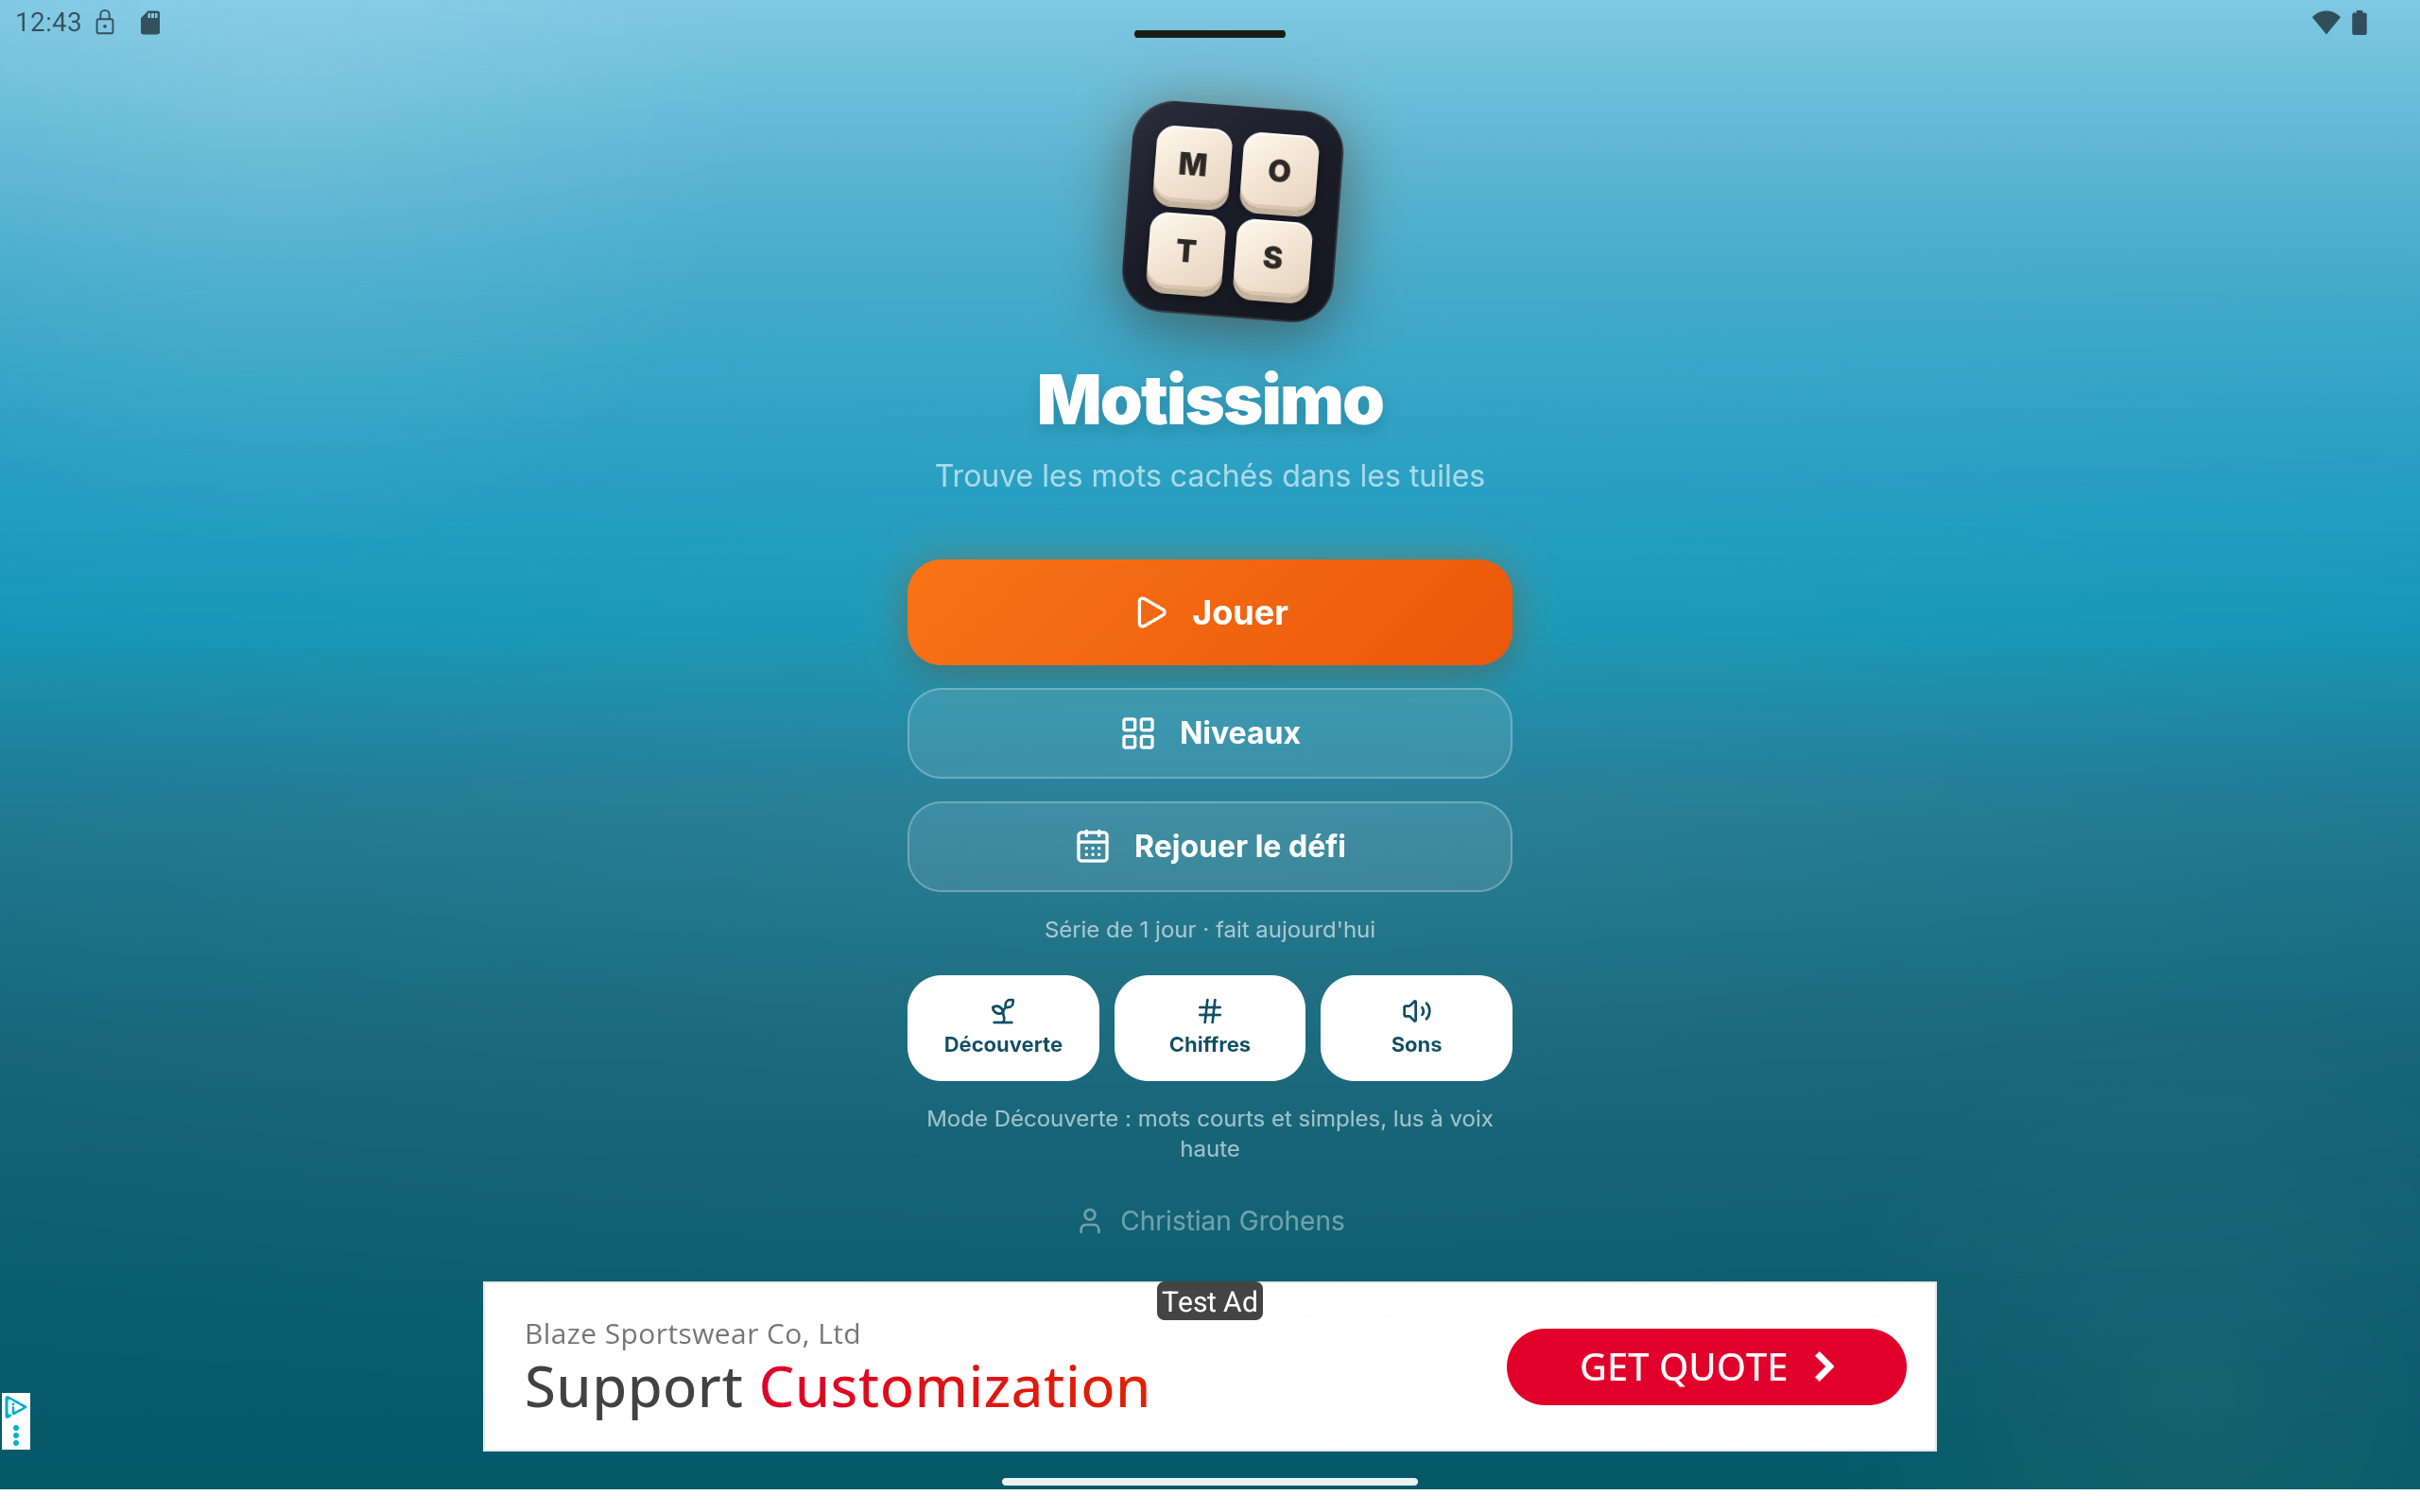 12:43
M O
T S
Motissimo
Trouve les mots cachés dans les tuiles
Jouer
Niveaux
Rejouer le défi
Série de 1 jour · fait aujourd'hui
Découverte
Chiffres
Sons
Mode Découverte : mots courts et simples, lus à voix
haute
Christian Grohens
Test Ad
Blaze Sportswear Co, Ltd
Support Customization
GET QUOTE